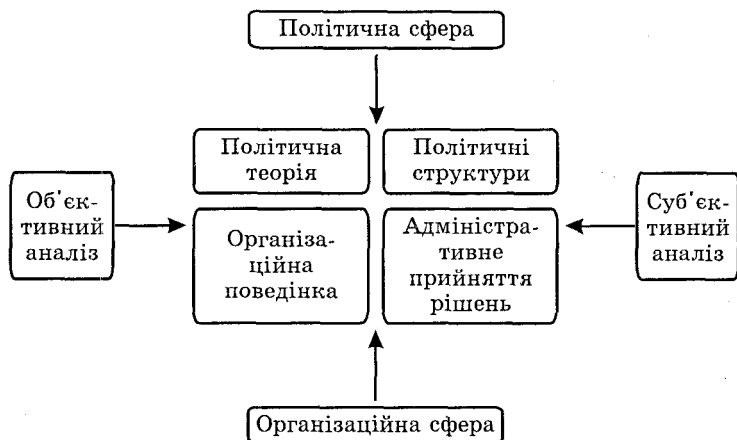 Політична сфера
Політична
теорія
Політичні
структури
Об'єк-
тивний
аналіз
Організа-
ційна
поведінка
Адміністра-
тивне
прийняття
рішень
Суб'єк-
тивний
аналіз
Організаційна сфера